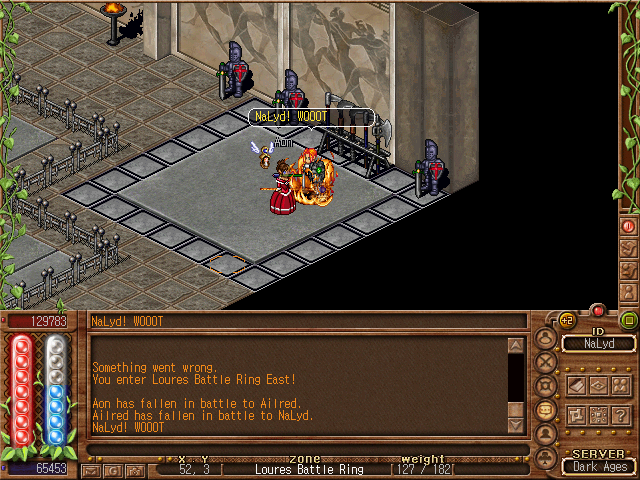 NaLyd! WOOOT
Aon
129783
NaLyd! WOOOT
Something went wrong.
You enter Loures Battle Ring East!
Aon has fallen in battle to Ailred.
Ailred has fallen in battle to NaLyd.
NaLyd! WOOOT
+2
ID
NaLyd
X Y ZONE weight
65453
52, 3 [ Loures Battle Ring [127 / 182[
G
?
SERVER
Dark Ages